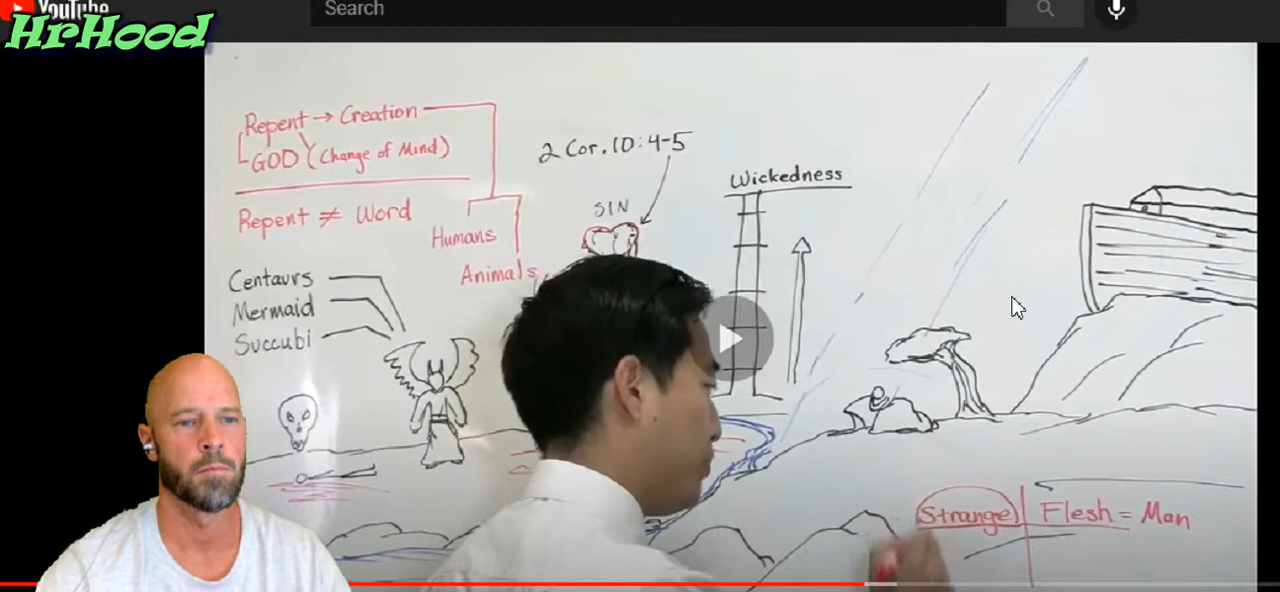 YouTube
Search
HrHood
Repent → Creation
GOD (Change of Mind)
Repent ≠ Word
Humans
Animals
Centaurs
Mermaid
Succubi
2 Cor. 10:4-5
SIN
Wickedness
Strange Flesh = Man